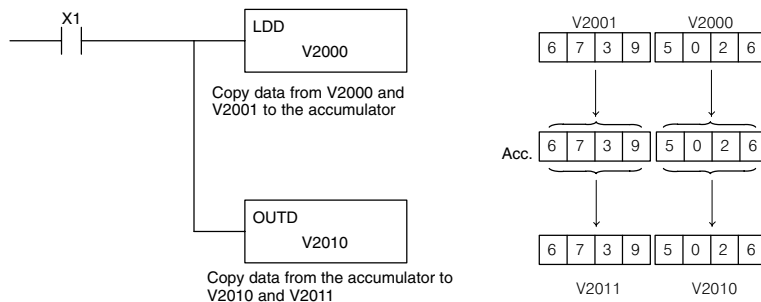 X1
LDD
V2000
Copy data from V2000 and
V2001 to the accumulator
OUTD
V2010
Copy data from the accumulator to
V2010 and V2011
V2001 V2000
6 7 3 9 5 0 2 6
Acc. 6 7 3 9 5 0 2 6
6 7 3 9 5 0 2 6
V2011 V2010